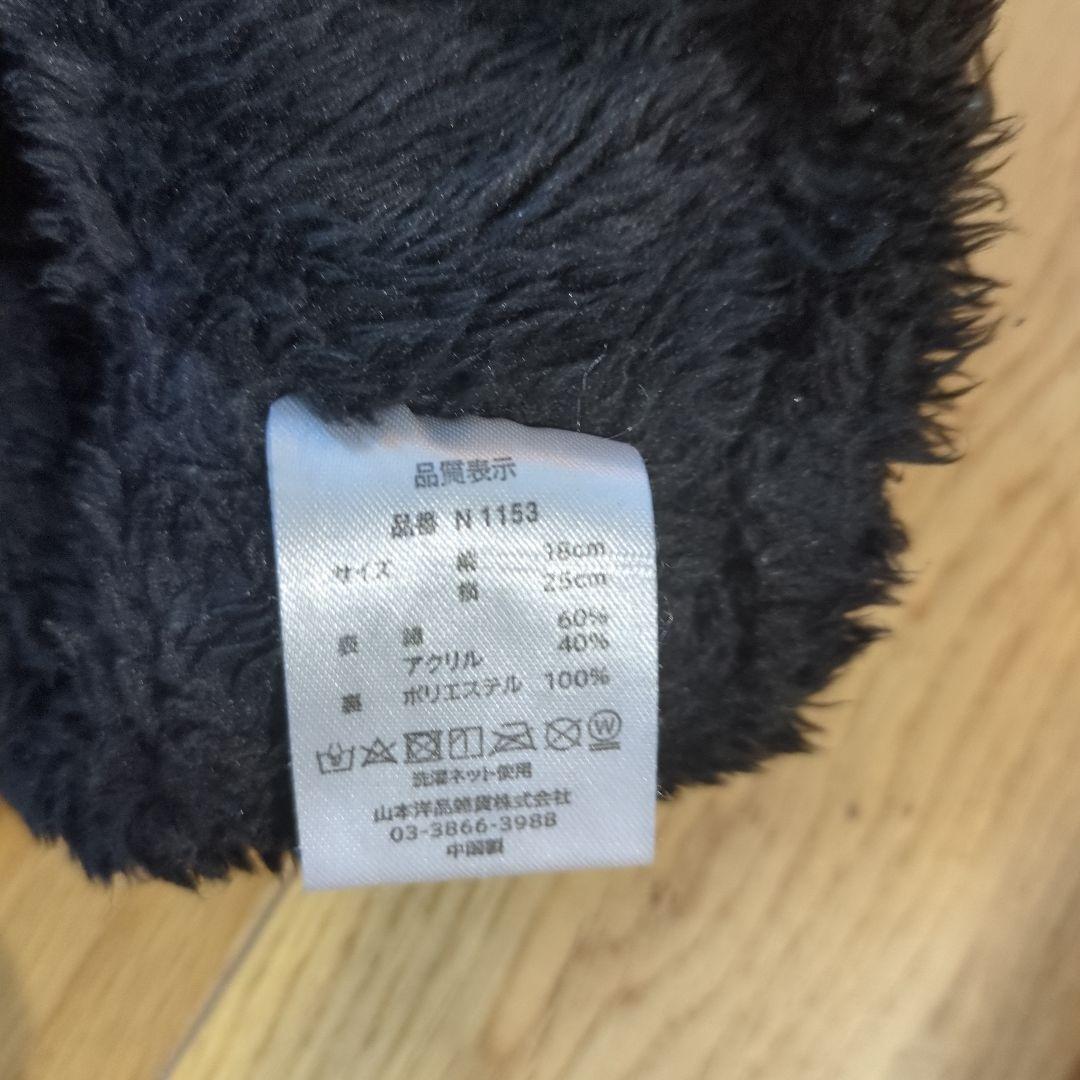 品質表示
品番 N1153
サイズ 縦 18cm
横 25cm
表 綿 60%
アクリル 40%
裏 ポリエステル 100%
W
洗濯ネット使用
山本洋品雑貨株式会社
03-3866-3988
中国製